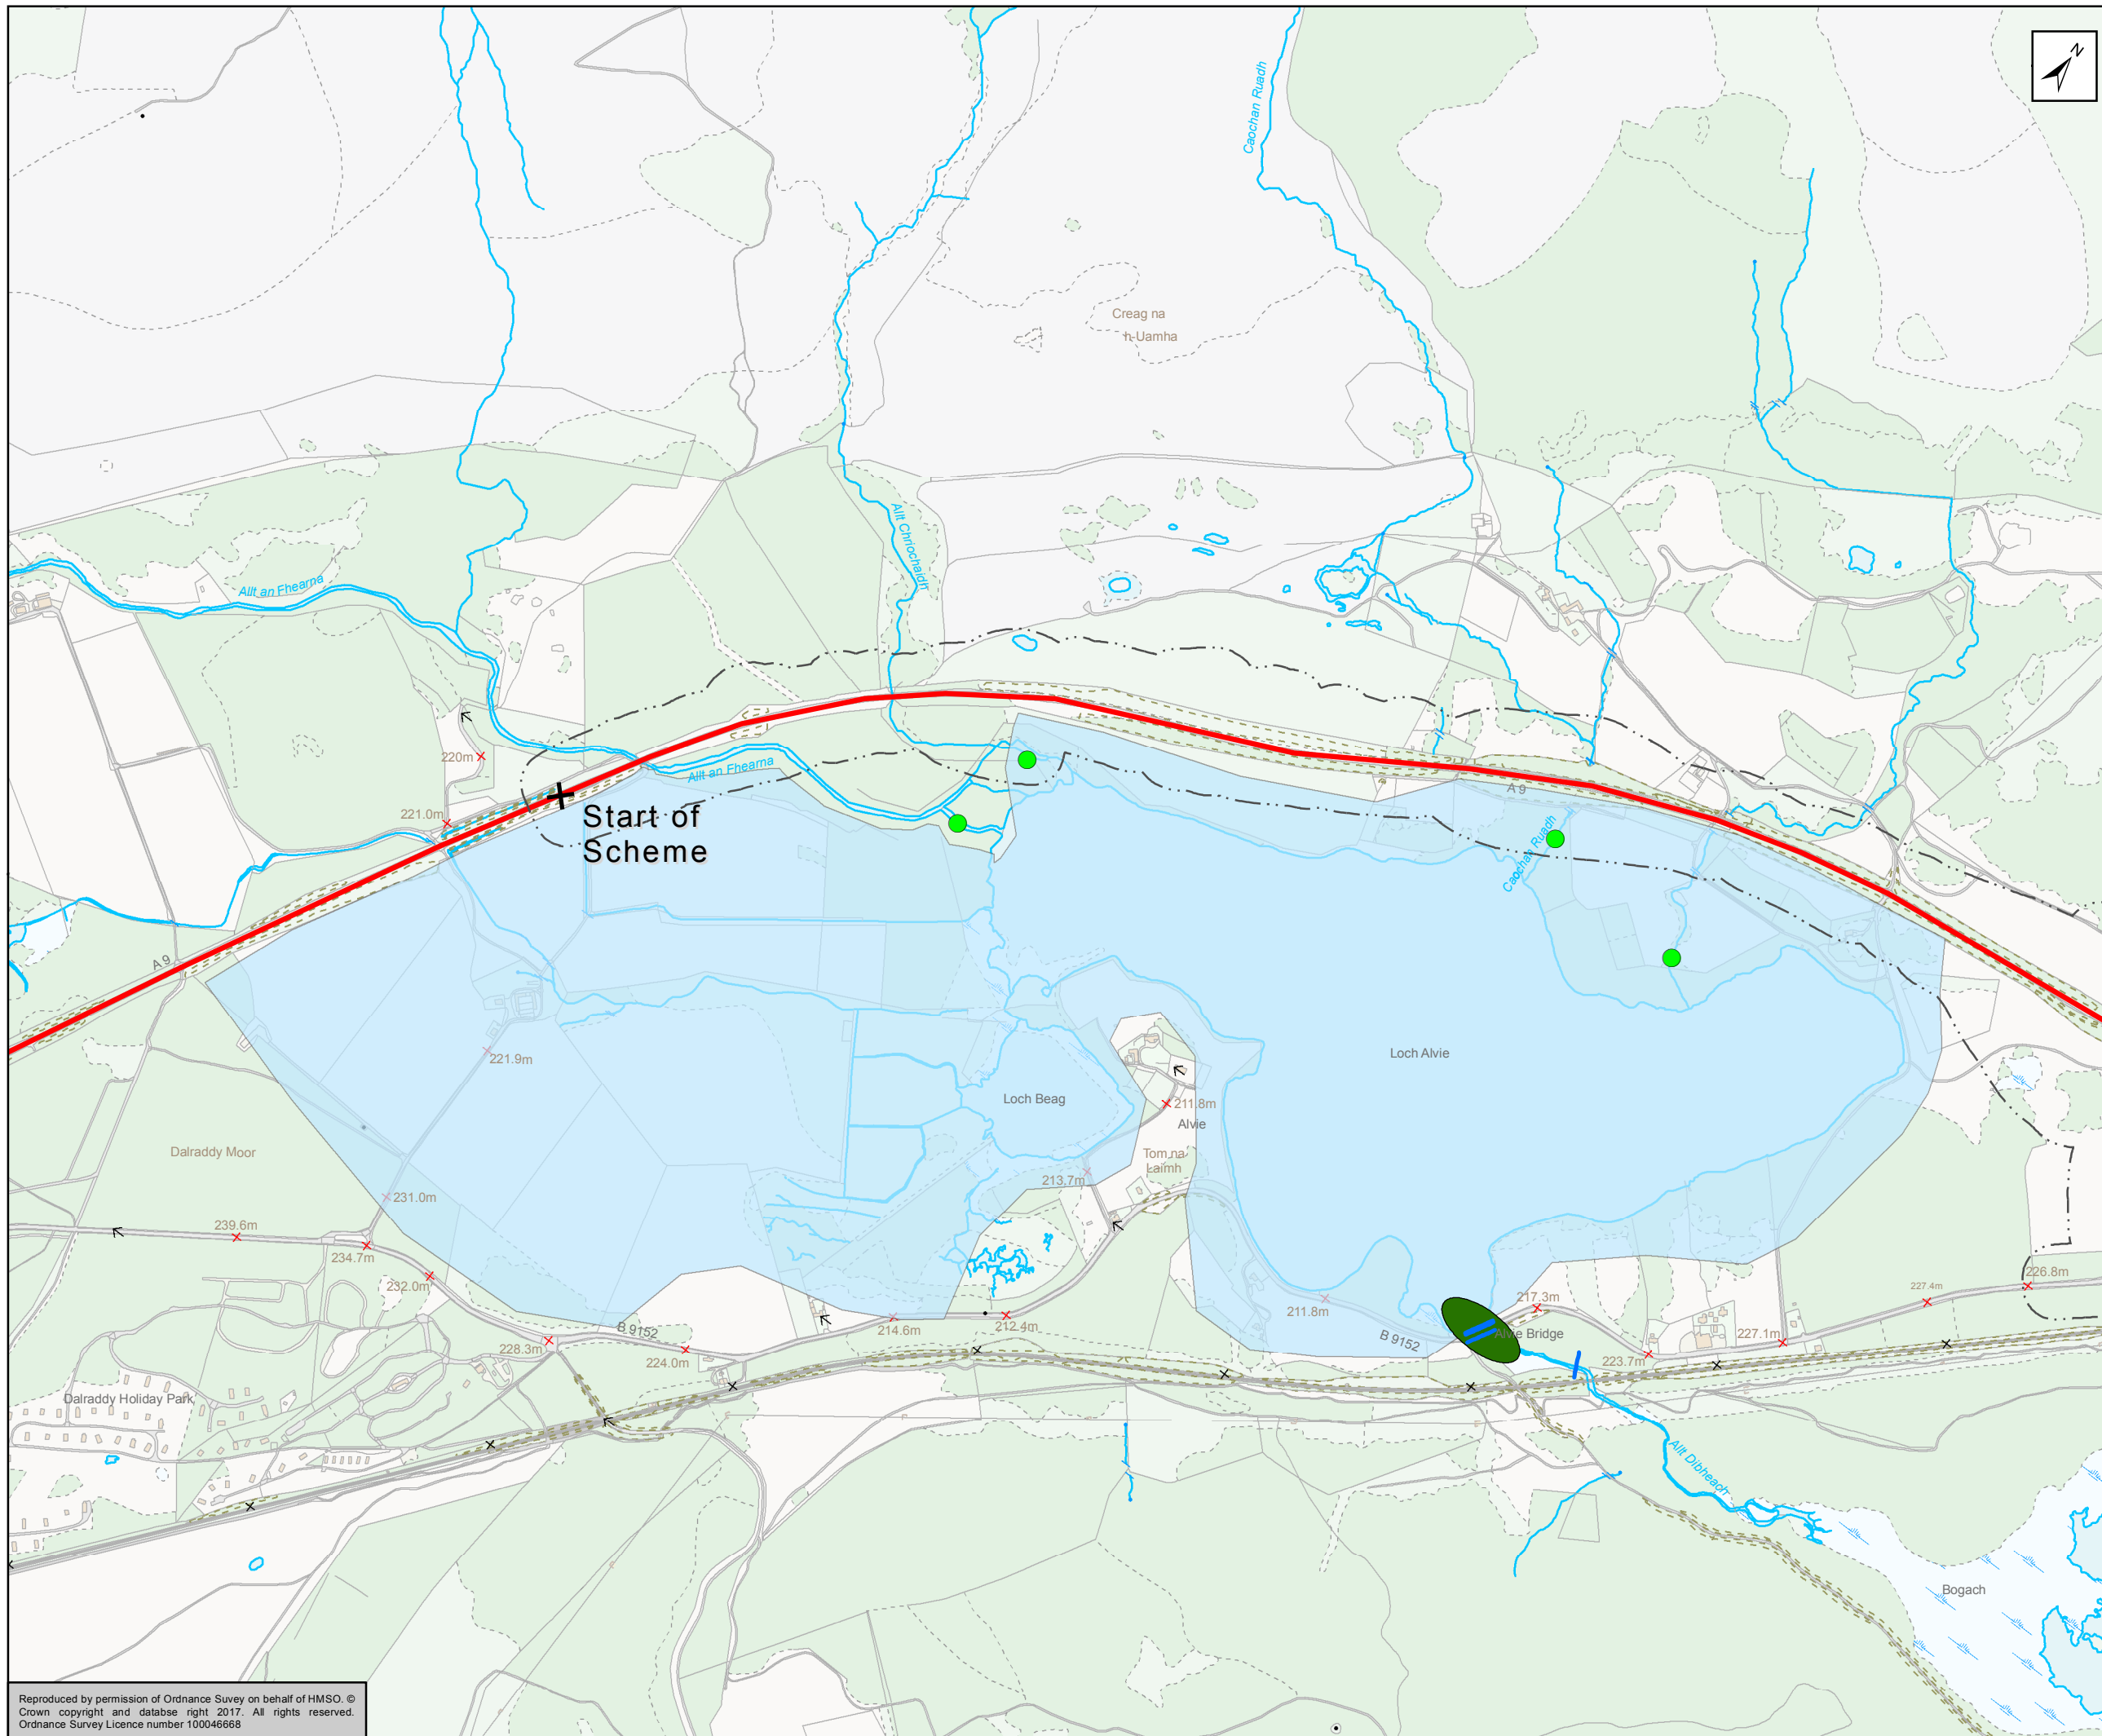 N
Caochan Ruadh
Creag na
h-Uamha
Allt Chriochaidh
Allt an Fhearna
220m
221.0m
Allt an Fhearna
Start of
Scheme
A 9
Caochan Ruadh
A 9
221.9m
Loch Alvie
Loch Beag
211.8m
Alvie
Dalraddy Moor
Tom na
Laimh
213.7m
231.0m
239.6m
234.7m
232.0m
226.8m
227.4m
211.8m
217.3m
214.6m
212.4m
B 9152
Alvie Bridge
B 9152
228.3m
224.0m
227.1m
223.7m
Dalraddy Holiday Park
Allt Dibheach
Bogach
Reproduced by permission of Ordnance Suvey on behalf of HMSO. ©
Crown copyright and databse right 2017. All rights reserved.
Ordnance Survey Licence number 100046668